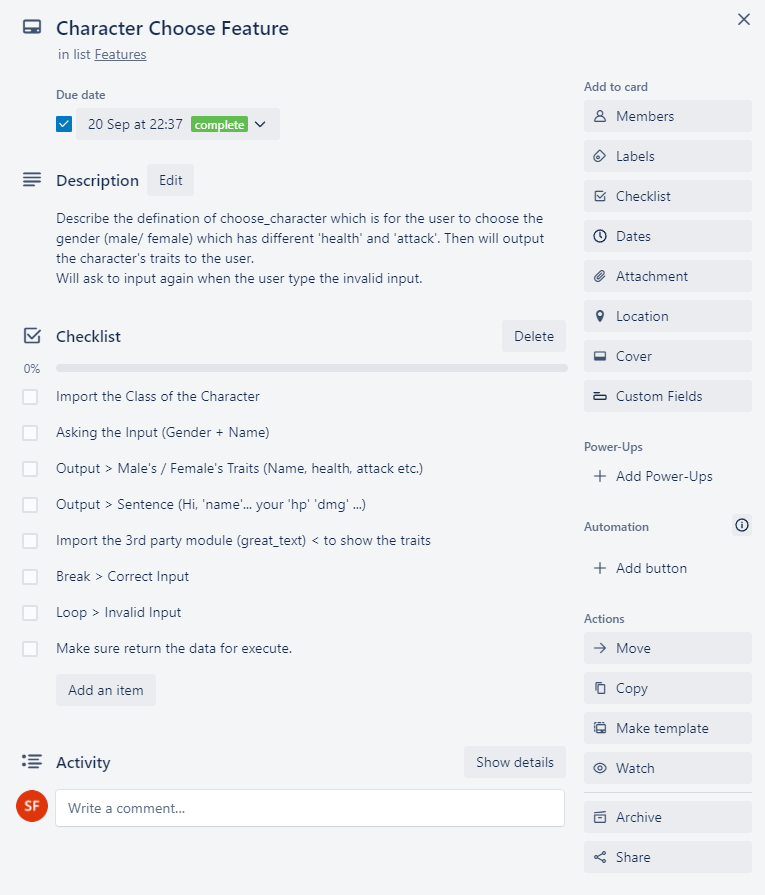 Character Choose Feature
in list Features
Due date
20 Sep at 22:37 complete
Description Edit
Describe the defination of choose_character which is for the user to choose the
gender (male/ female) which has different 'health' and 'attack'. Then will output
the character's traits to the user.
Will ask to input again when the user type the invalid input.
Checklist Delete
0%
Import the Class of the Character
Asking the Input (Gender + Name)
Output > Male's / Female's Traits (Name, health, attack etc.)
Output > Sentence (Hi, 'name'... your 'hp' 'dmg' ...)
Import the 3rd party module (great_text) < to show the traits
Break > Correct Input
Loop > Invalid Input
Make sure return the data for execute.
Add an item
Activity Show details
SF Write a comment...
Add to card
Members
Labels
Checklist
Dates
Attachment
Location
Cover
Custom Fields
Power-Ups
Add Power-Ups
Automation
Add button
Actions
Move
Copy
Make template
Watch
Archive
Share